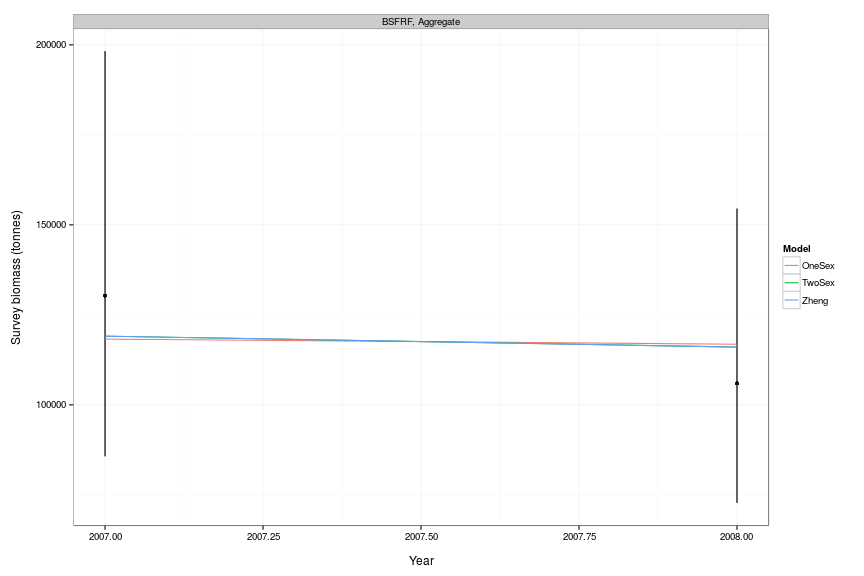 BSFRF, Aggregate
200000
150000
100000
Survey biomass (tonnes)
2007.00 2007.25 2007.50 2007.75 2008.00
Year
Model
OneSex
TwoSex
Zheng